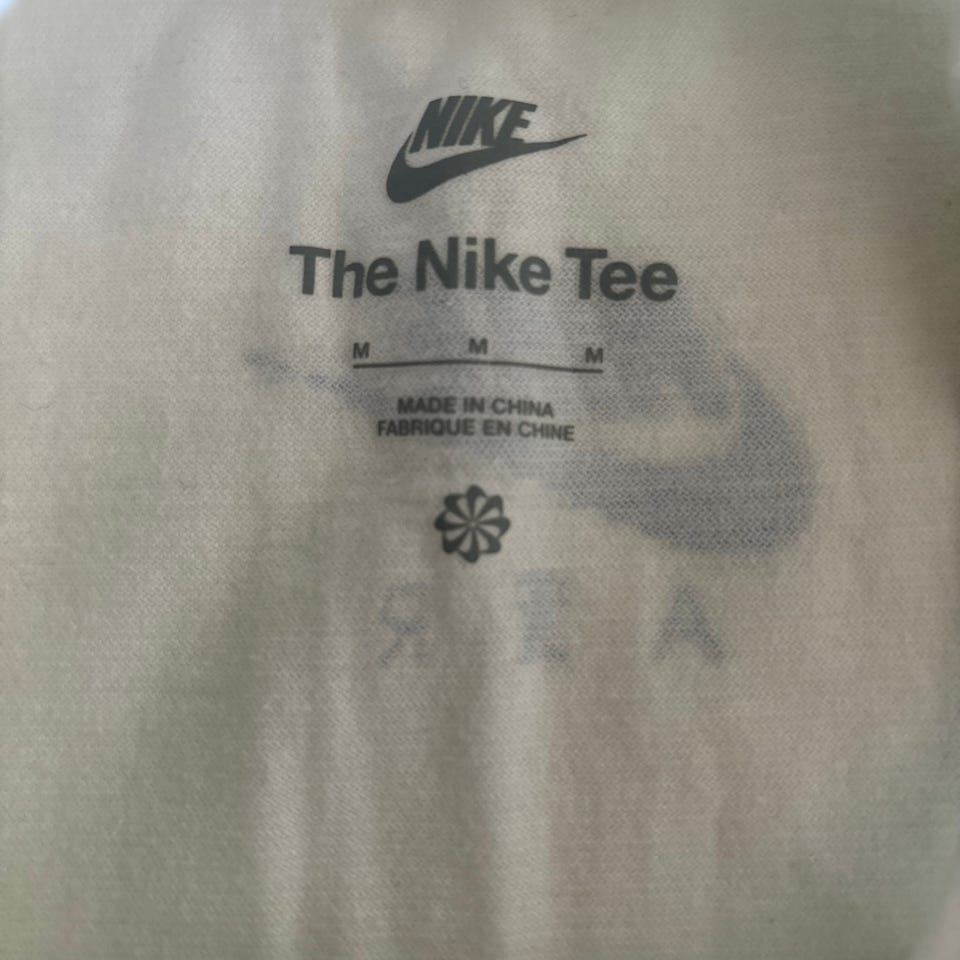 NIKE
The Nike Tee
M M M
MADE IN CHINA
FABRIQUE EN CHINE